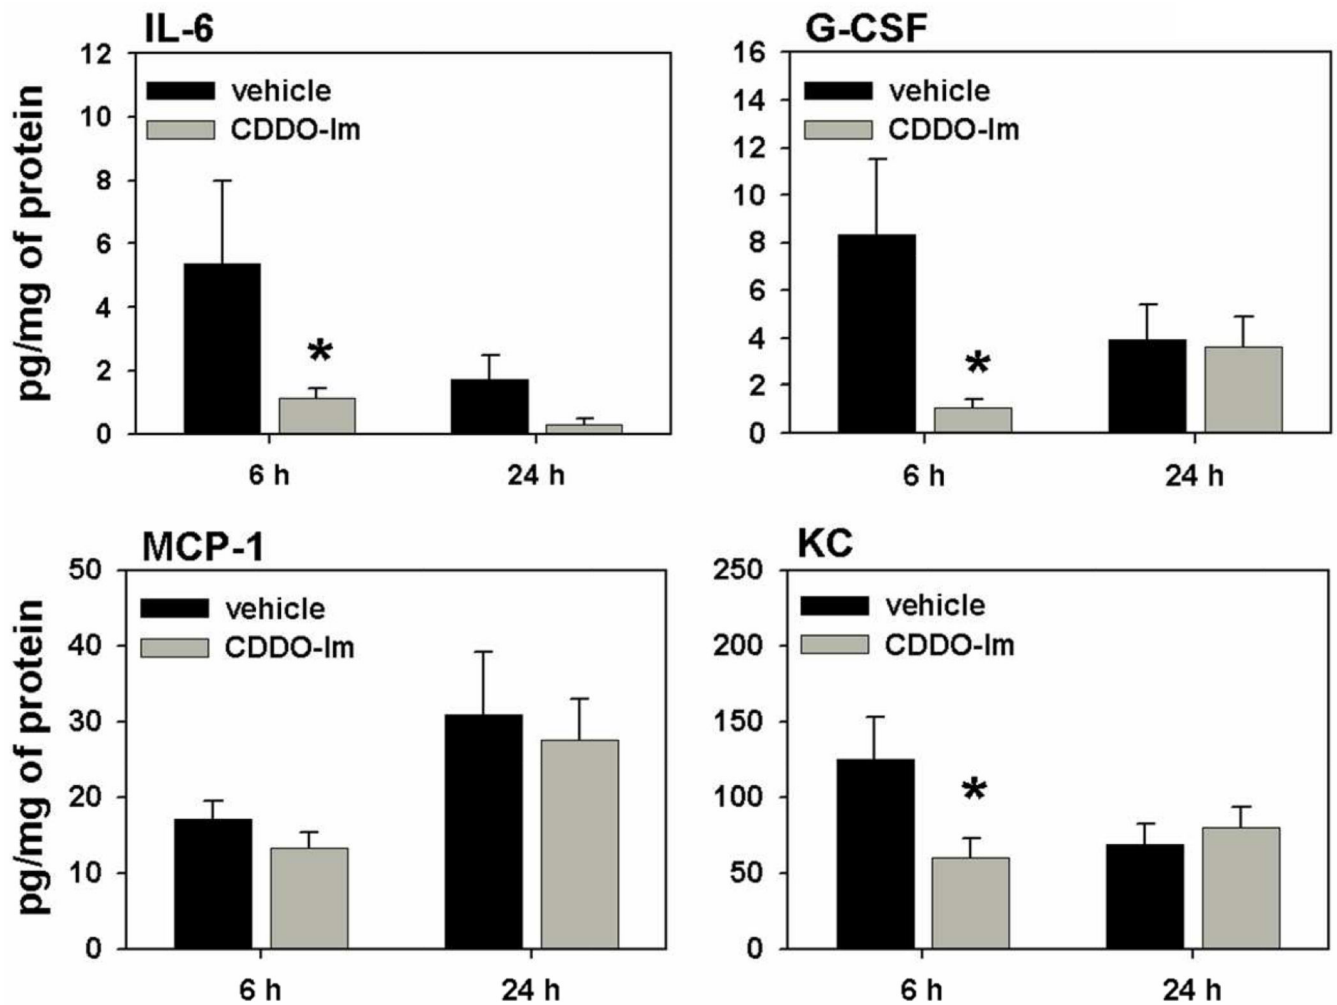 IL-6
12
10
8
6
4
2
0
pg/mg of protein
vehicle
CDDO-Im
*
6 h
24 h
G-CSF
16
14
12
10
8
6
4
2
0
vehicle
CDDO-Im
*
6 h
24 h
MCP-1
50
40
30
20
10
0
pg/mg of protein
vehicle
CDDO-Im
6 h
24 h
KC
250
200
150
100
50
0
vehicle
CDDO-Im
*
6 h
24 h